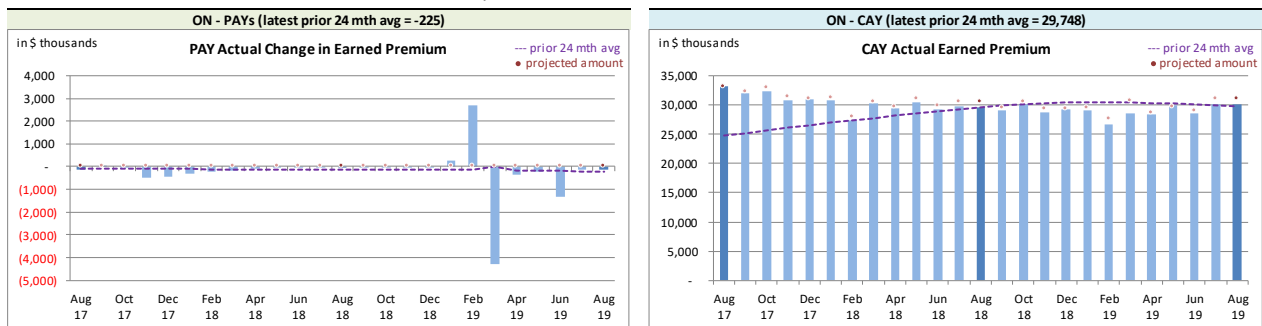 ON - PAYs (latest prior 24 mth avg = -225)
in $ thousands
PAY Actual Change in Earned Premium
--- prior 24 mth avg
• projected amount
4,000
3,000
2,000
1,000
-
(1,000)
(2,000)
(3,000)
(4,000)
(5,000)
Aug Oct Dec Feb Apr Jun Aug Oct Dec Feb Apr Jun Aug
17 17 17 18 18 18 18 18 18 19 19 19 19
ON - CAY (latest prior 24 mth avg = 29,748)
in $ thousands
CAY Actual Earned Premium
--- prior 24 mth avg
• projected amount
35,000
30,000
25,000
20,000
15,000
10,000
5,000
-
Aug Oct Dec Feb Apr Jun Aug Oct Dec Feb Apr Jun Aug
17 17 17 18 18 18 18 18 18 19 19 19 19